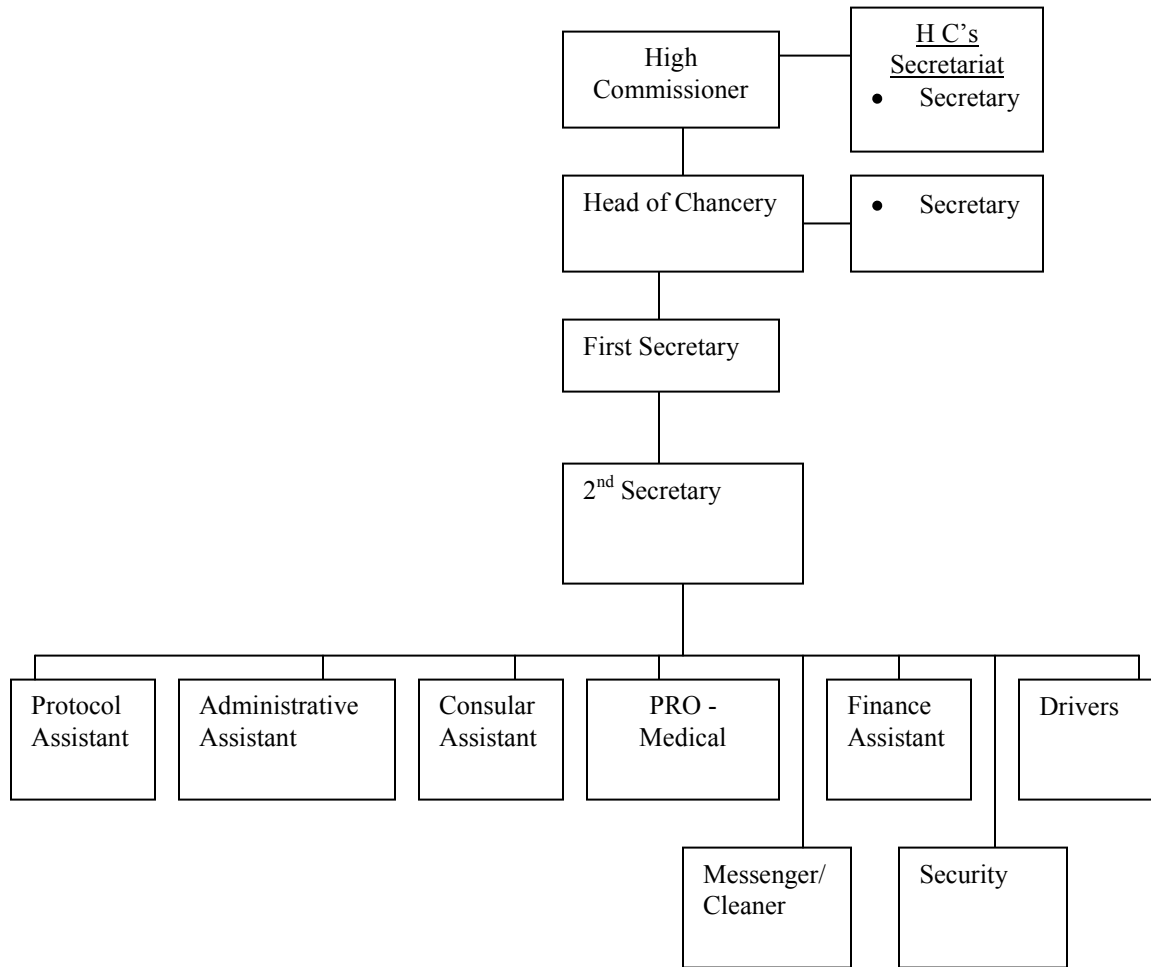 High
Commissioner
H C’s
Secretariat
• Secretary
Head of Chancery
• Secretary
First Secretary
2nd Secretary
Protocol
Assistant
Administrative
Assistant
Consular
Assistant
PRO -
Medical
Finance
Assistant
Drivers
Messenger/
Cleaner
Security